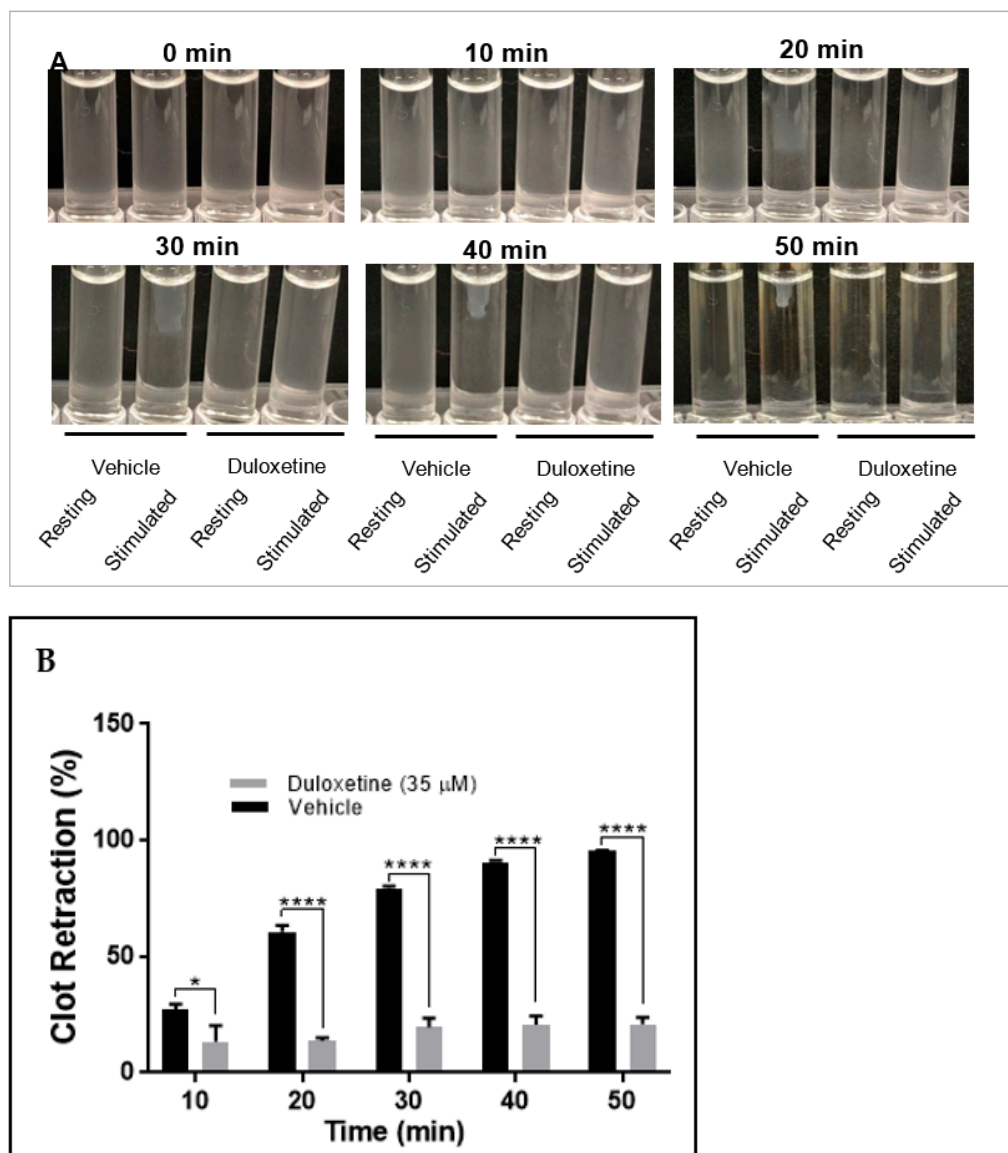 A
0 min 10 min 20 min
30 min 40 min 50 min
Vehicle Duloxetine Vehicle Duloxetine Vehicle Duloxetine
Resting Stimulated Resting Stimulated Resting Stimulated Resting Stimulated Resting Stimulated Resting Stimulated
B
Clot Retraction (%)
150
100
50
0
Duloxetine (35 μM)
Vehicle
* **** **** **** ****
10 20 30 40 50
Time (min)